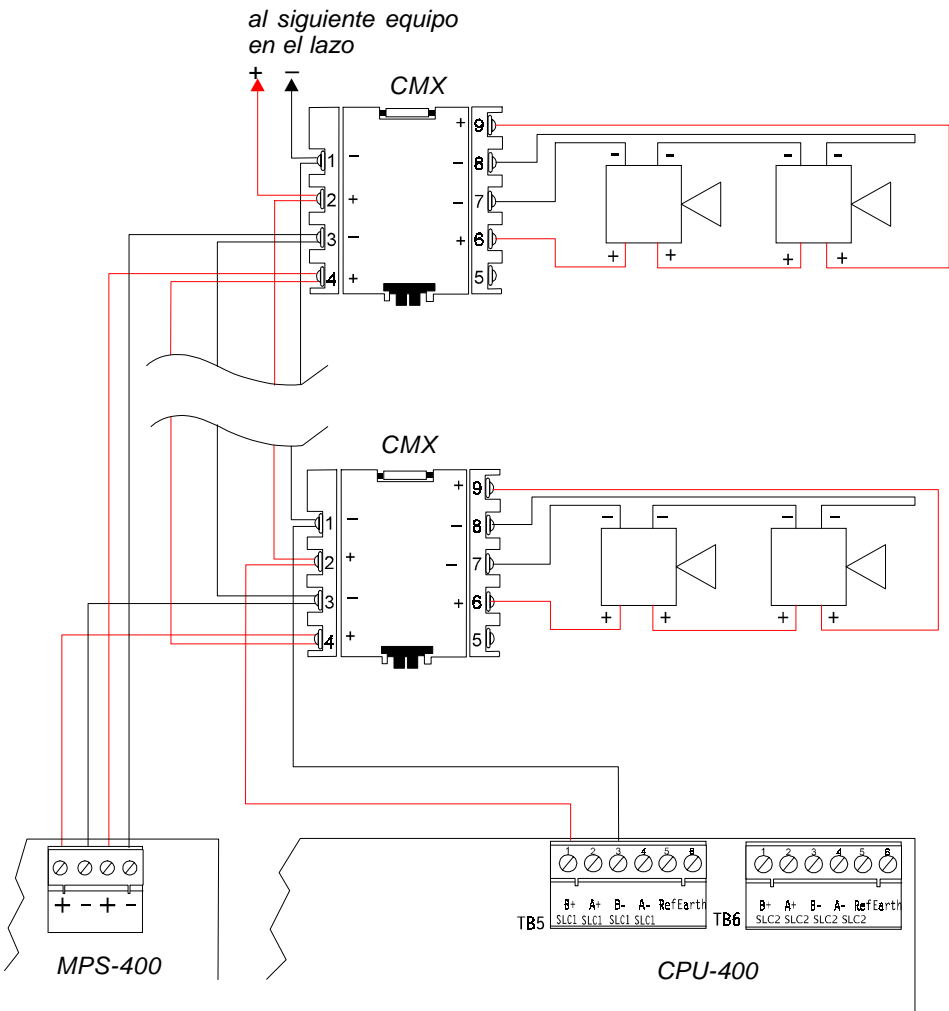 al siguiente equipo
en el lazo
+ −
CMX
1 − + 9
2 + − 8
3 − − 7
4 + + 6
5
- - - -
+ + + +
CMX
1 − + 9
2 + − 8
3 − − 7
4 + + 6
5
− − − −
+ + + +
1 2 3 4 5 6
1 2 3 4 5 6
+ − + −
B+ A+ B- A- Ref Earth
TB5 SLC1 SLC1 SLC1 SLC1
B+ A+ B- A- Ref Earth
TB6 SLC2 SLC2 SLC2 SLC2
MPS-400
CPU-400